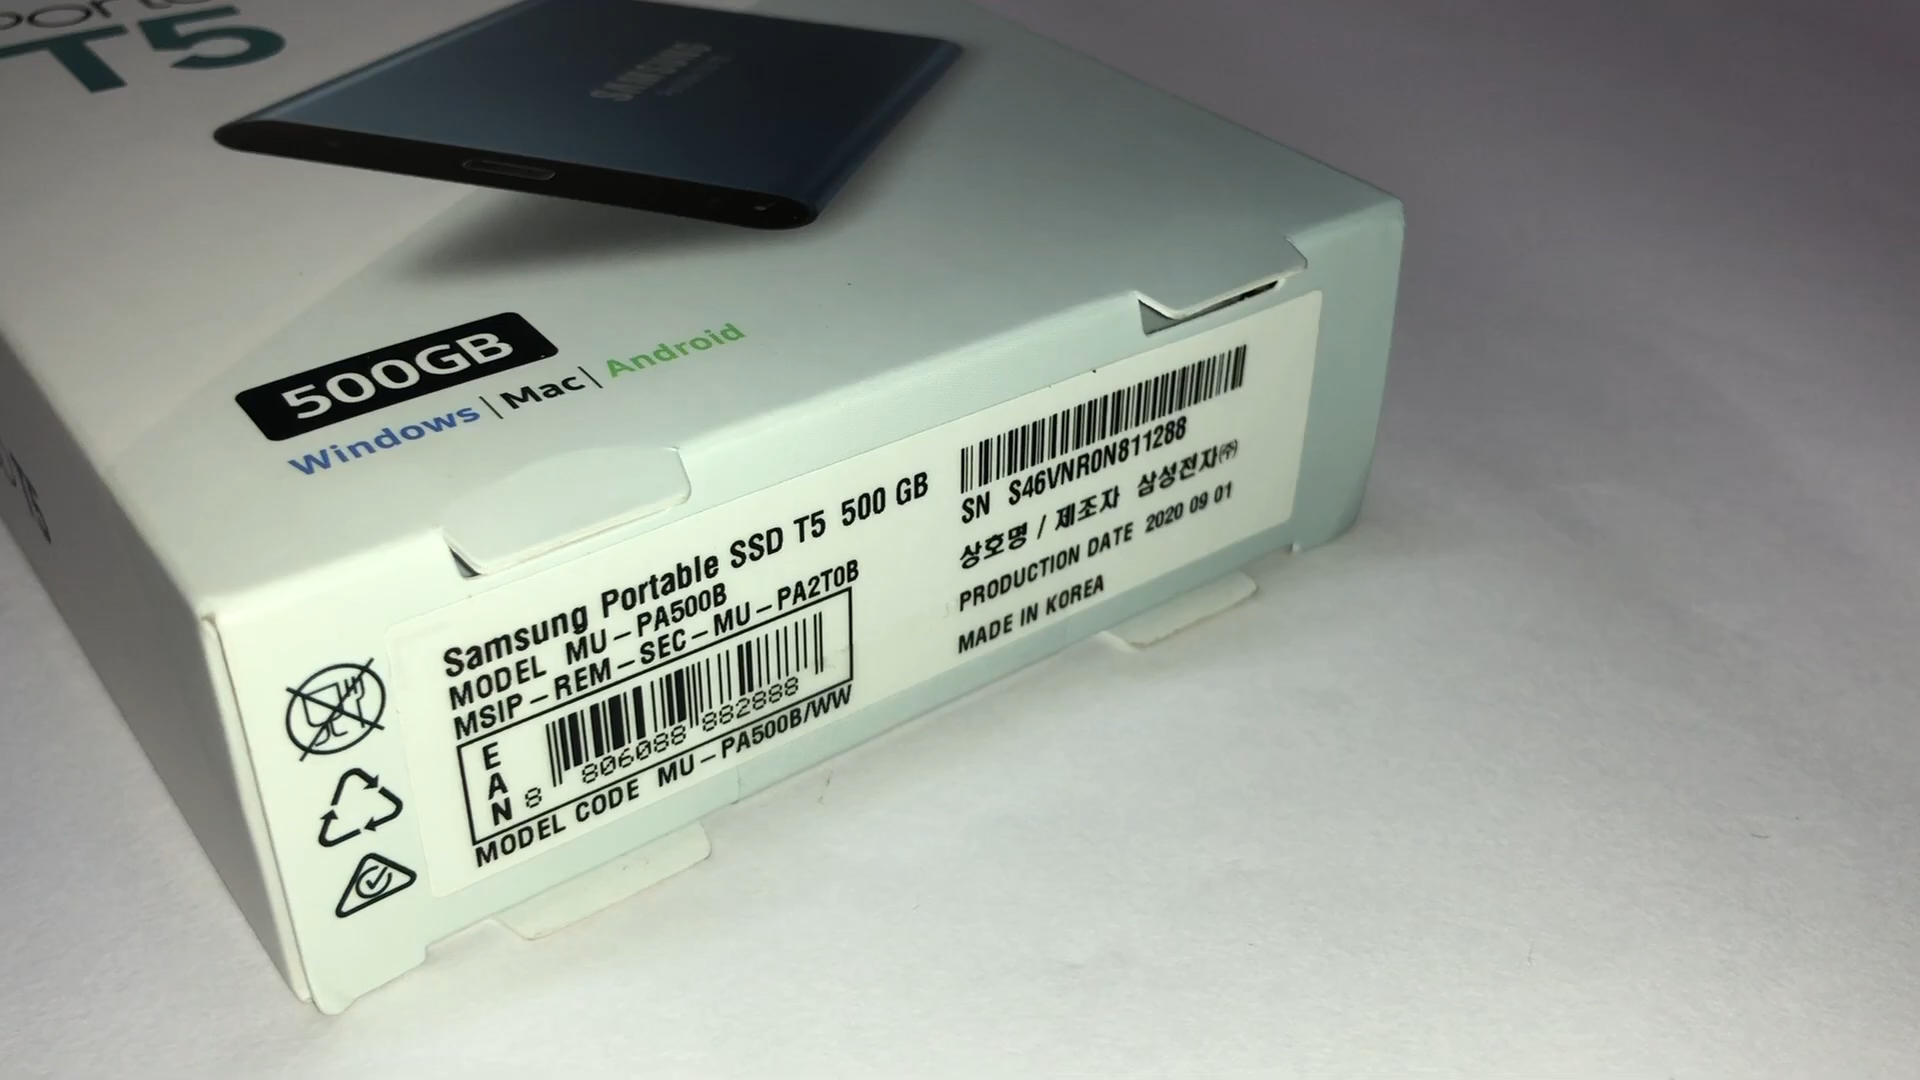 T5
SAMSUNG
500GB
Windows | Mac | Android
Samsung Portable SSD T5 500 GB
MODEL MU-PA500B
MSIP-REM-SEC-MU-PA2T0B
EAN
8 806088 882888
MODEL CODE MU-PA500B/WW
SN S46VNR0N811288
상호명 / 제조자 삼성전자㈜
PRODUCTION DATE 2020 09 01
MADE IN KOREA